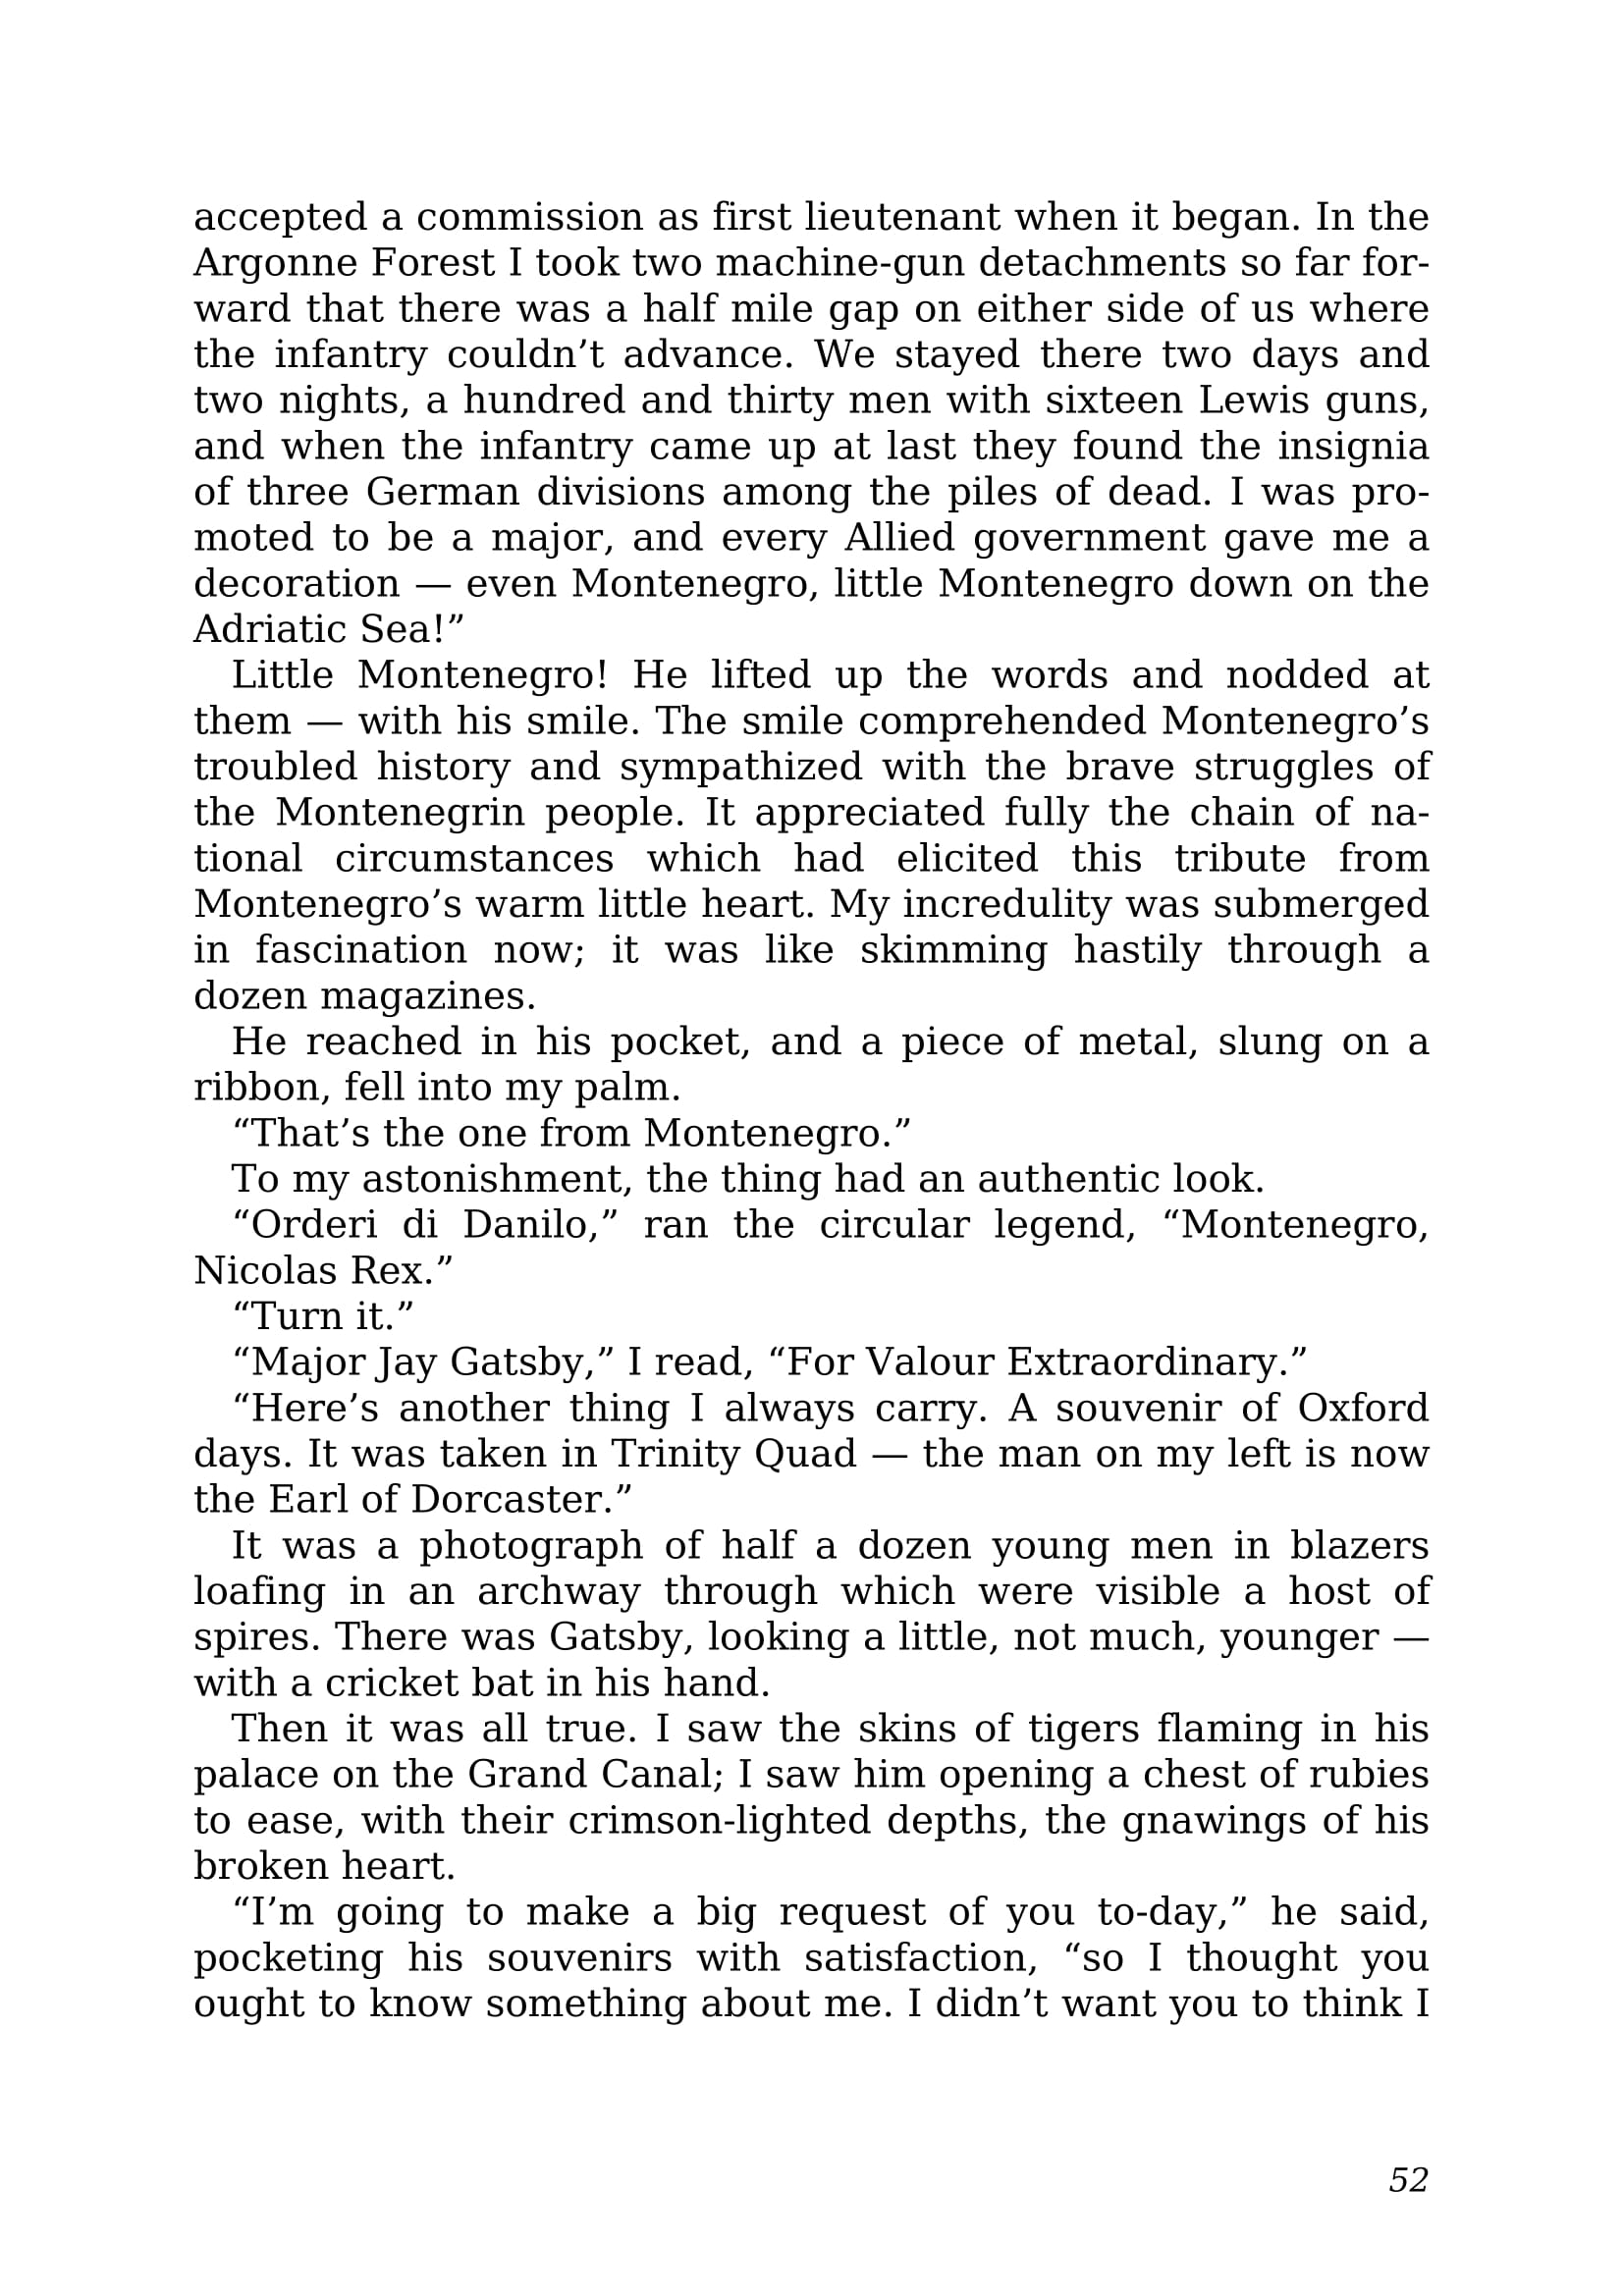 accepted a commission as first lieutenant when it began. In the
Argonne Forest I took two machine-gun detachments so far for-
ward that there was a half mile gap on either side of us where
the infantry couldn’t advance. We stayed there two days and
two nights, a hundred and thirty men with sixteen Lewis guns,
and when the infantry came up at last they found the insignia
of three German divisions among the piles of dead. I was pro-
moted to be a major, and every Allied government gave me a
decoration — even Montenegro, little Montenegro down on the
Adriatic Sea!”
Little Montenegro! He lifted up the words and nodded at
them — with his smile. The smile comprehended Montenegro’s
troubled history and sympathized with the brave struggles of
the Montenegrin people. It appreciated fully the chain of na-
tional circumstances which had elicited this tribute from
Montenegro’s warm little heart. My incredulity was submerged
in fascination now; it was like skimming hastily through a
dozen magazines.
He reached in his pocket, and a piece of metal, slung on a
ribbon, fell into my palm.
“That’s the one from Montenegro.”
To my astonishment, the thing had an authentic look.
“Orderi di Danilo,” ran the circular legend, “Montenegro,
Nicolas Rex.”
“Turn it.”
“Major Jay Gatsby,” I read, “For Valour Extraordinary.”
“Here’s another thing I always carry. A souvenir of Oxford
days. It was taken in Trinity Quad — the man on my left is now
the Earl of Dorcaster.”
It was a photograph of half a dozen young men in blazers
loafing in an archway through which were visible a host of
spires. There was Gatsby, looking a little, not much, younger —
with a cricket bat in his hand.
Then it was all true. I saw the skins of tigers flaming in his
palace on the Grand Canal; I saw him opening a chest of rubies
to ease, with their crimson-lighted depths, the gnawings of his
broken heart.
“I’m going to make a big request of you to-day,” he said,
pocketing his souvenirs with satisfaction, “so I thought you
ought to know something about me. I didn’t want you to think I
52